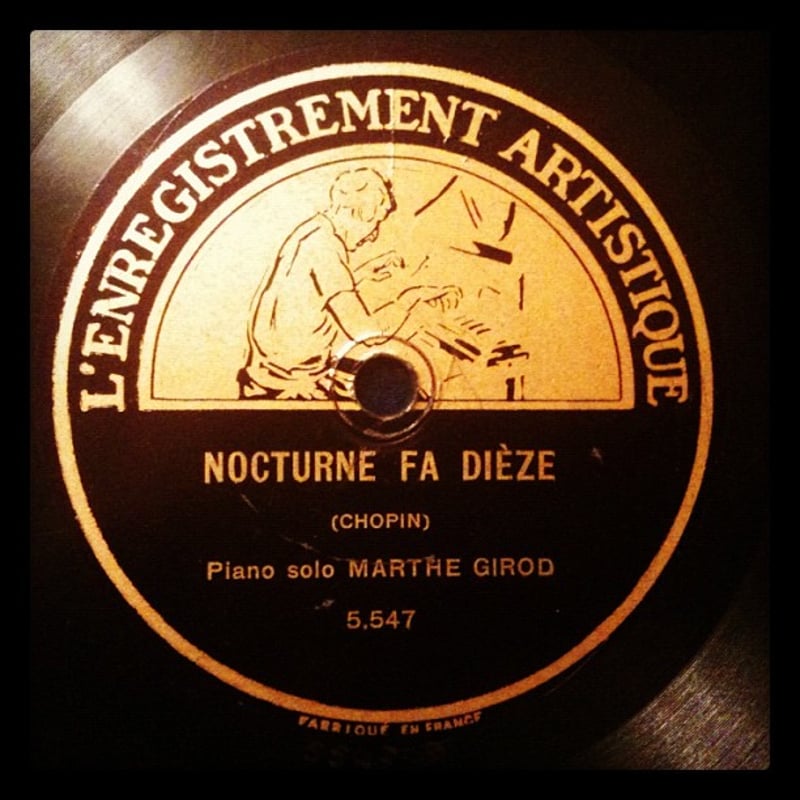 L'ENREGISTREMENT ARTISTIQUE
NOCTURNE FA DIÈZE
(CHOPIN)
Piano solo MARTHE GIROD
5.547
FABRIQUÉ EN FRANCE